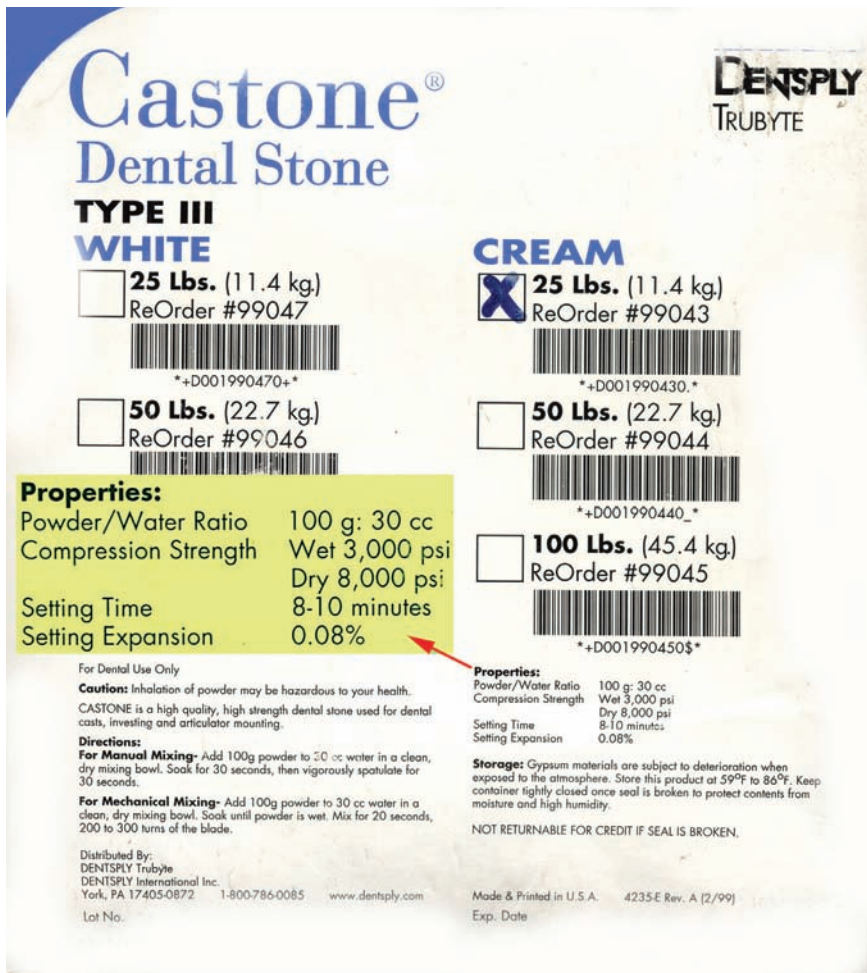 Castone®
Dental Stone
TYPE III
DENTSPLY
TRUBYTE
WHITE
25 Lbs. (11.4 kg.)
ReOrder #99047
*+D001990470+*
50 Lbs. (22.7 kg.)
ReOrder #99046
CREAM
X 25 Lbs. (11.4 kg.)
ReOrder #99043
*+D001990430.*
50 Lbs. (22.7 kg.)
ReOrder #99044
*+D001990440_*
100 Lbs. (45.4 kg.)
ReOrder #99045
*+D001990450$*
Properties:
Powder/Water Ratio 100 g: 30 cc
Compression Strength Wet 3,000 psi
Dry 8,000 psi
Setting Time 8-10 minutes
Setting Expansion 0.08%
For Dental Use Only
Caution: Inhalation of powder may be hazardous to your health.
CASTONE is a high quality, high strength dental stone used for dental
casts, investing and articulator mounting.
Directions:
For Manual Mixing- Add 100g powder to 30 cc water in a clean,
dry mixing bowl. Soak for 30 seconds, then vigorously spatulate for
30 seconds.
For Mechanical Mixing- Add 100g powder to 30 cc water in a
clean, dry mixing bowl. Soak until powder is wet. Mix for 20 seconds,
200 to 300 turns of the blade.
Distributed By:
DENTSPLY Trubyte
DENTSPLY International Inc.
York, PA 17405-0872 1-800-786-0085 www.dentsply.com
Lot No.
Properties:
Powder/Water Ratio 100 g: 30 cc
Compression Strength Wet 3,000 psi
Dry 8,000 psi
Setting Time 8-10 minutes
Setting Expansion 0.08%
Storage: Gypsum materials are subject to deterioration when
exposed to the atmosphere. Store this product at 59°F to 86°F. Keep
container tightly closed once seal is broken to protect contents from
moisture and high humidity.
NOT RETURNABLE FOR CREDIT IF SEAL IS BROKEN.
Made & Printed in U.S.A. 4235-E Rev. A (2/99)
Exp. Date